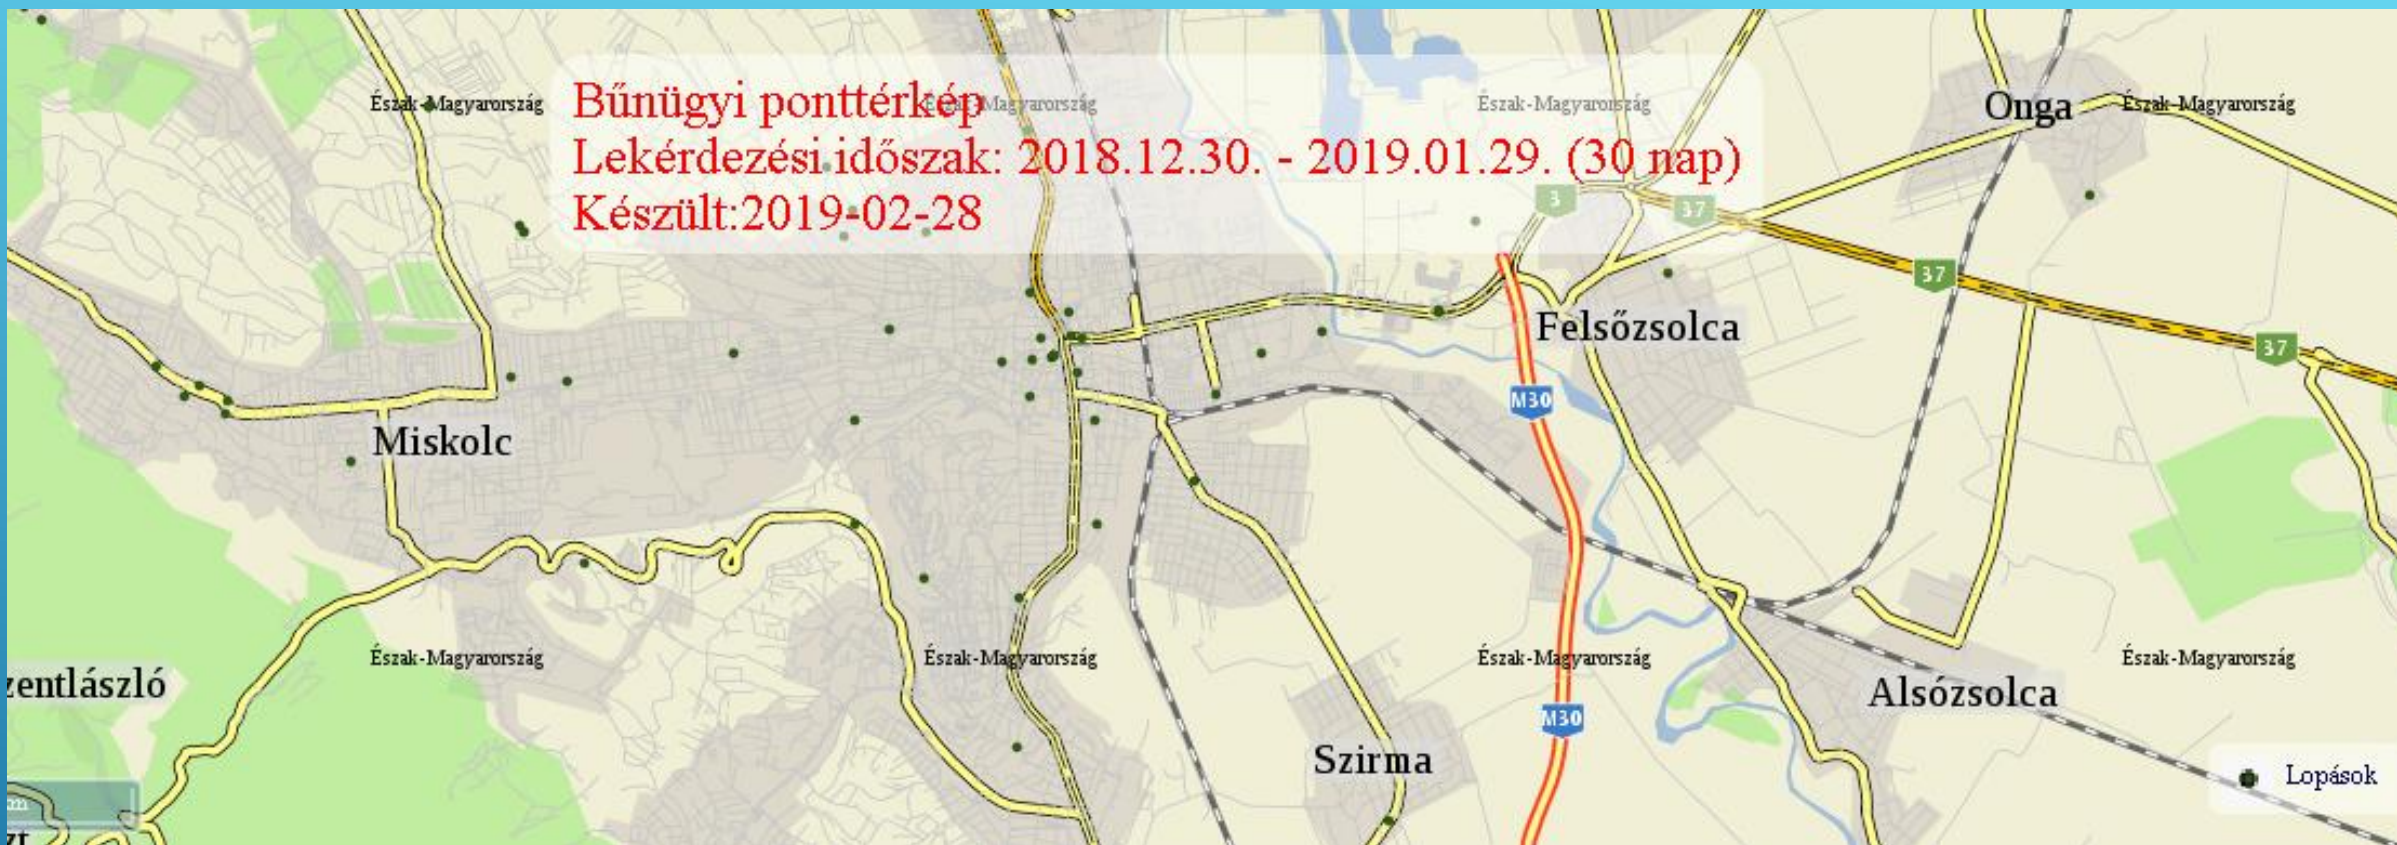 Észak-Magyarország
Bűnügyi ponttérkép
Észak-Magyarország
Észak-Magyarország
Onga
Észak-Magyarország
Lekérdezési időszak: 2018.12.30. - 2019.01.29. (30 nap)
Készült:2019-02-28
3
37
37
Felsőzsolca
37
M30
Miskolc
Észak-Magyarország
Észak-Magyarország
Észak-Magyarország
Észak-Magyarország
zentlászló
Alsózsolca
M30
Szirma
Lopások
zt